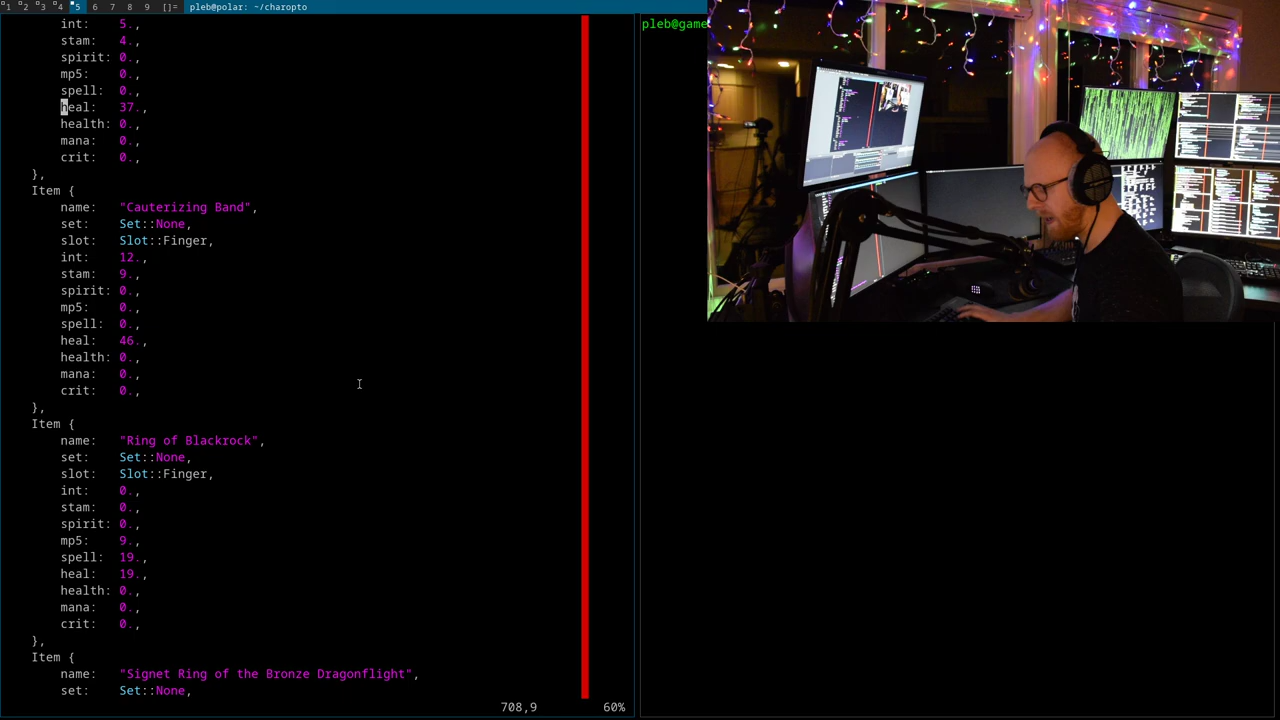 1 2 3 4 5 6 7 8 9 []= pleb@polar: ~/charopto
int: 5.,
stam: 4.,
spirit: 0.,
mp5: 0.,
spell: 0.,
heal: 37.,
health: 0.,
mana: 0.,
crit: 0.,
},
Item {
name: "Cauterizing Band",
set: Set::None,
slot: Slot::Finger,
int: 12.,
stam: 9.,
spirit: 0.,
mp5: 0.,
spell: 0.,
heal: 46.,
health: 0.,
mana: 0.,
crit: 0.,
},
Item {
name: "Ring of Blackrock",
set: Set::None,
slot: Slot::Finger,
int: 0.,
stam: 0.,
spirit: 0.,
mp5: 9.,
spell: 19.,
heal: 19.,
health: 0.,
mana: 0.,
crit: 0.,
},
Item {
name: "Signet Ring of the Bronze Dragonflight",
set: Set::None,
708,9 60%
pleb@game